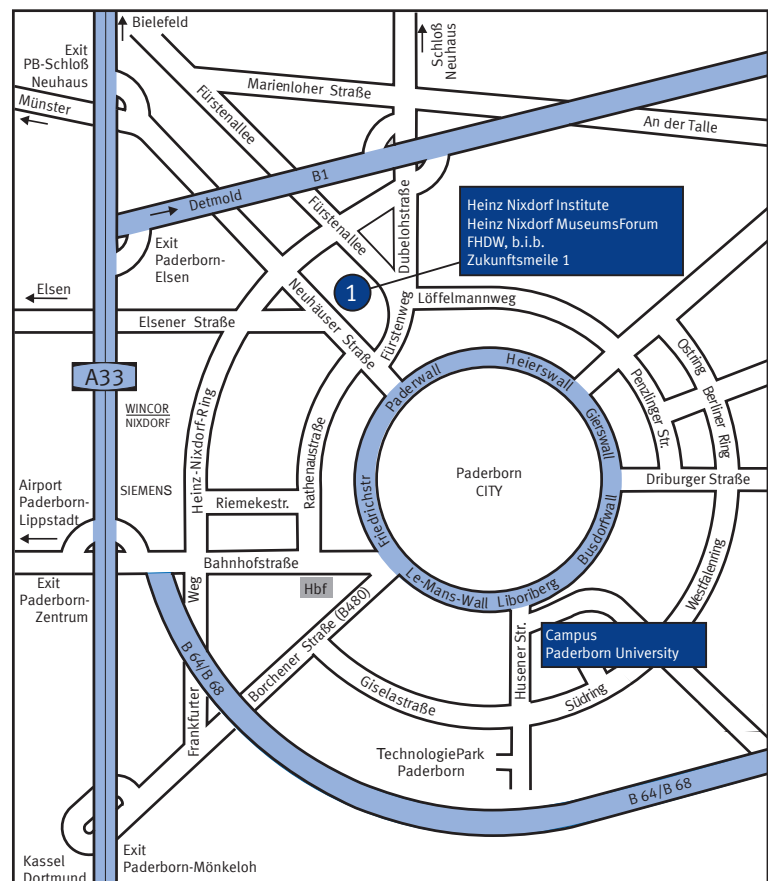 Bielefeld
Exit
PB-Schloß
Neuhaus
Münster
Fürstenallee
Marienloher Straße
Schloß
Neuhaus
An der Talle
B1
Detmold
Fürstenallee
Dubelohstraße
Heinz Nixdorf Institute
Heinz Nixdorf MuseumsForum
FHDW, b.i.b.
Zukunftsmeile 1
Exit
Paderborn-
Elsen
Elsen
1
Neuhäuser Straße
Fürstenweg
Löffelmannweg
Elsener Straße
A33
WINCOR
NIXDORF
Paderwall
Heierswall
Gierswall
Ostring
Penzlinger Str.
Berliner Ring
Heinz-Nixdorf-Ring
Rathenaustraße
Friedrichstr
Paderborn
CITY
Airport
Paderborn-
Lippstadt
SIEMENS
Riemekestr.
Driburger Straße
Busdorfwall
Westfalenring
Bahnhofstraße
Le-Mans-Wall
Liboriberg
Exit
Paderborn-
Zentrum
Weg
Hbf
Borchener Straße (B480)
Husener Str.
Campus
Paderborn University
B 64/B 68
Giselastraße
Südring
Frankfurter
TechnologiePark
Paderborn
B 64/B 68
Kassel
Dortmund
Exit
Paderborn-Mönkeloh